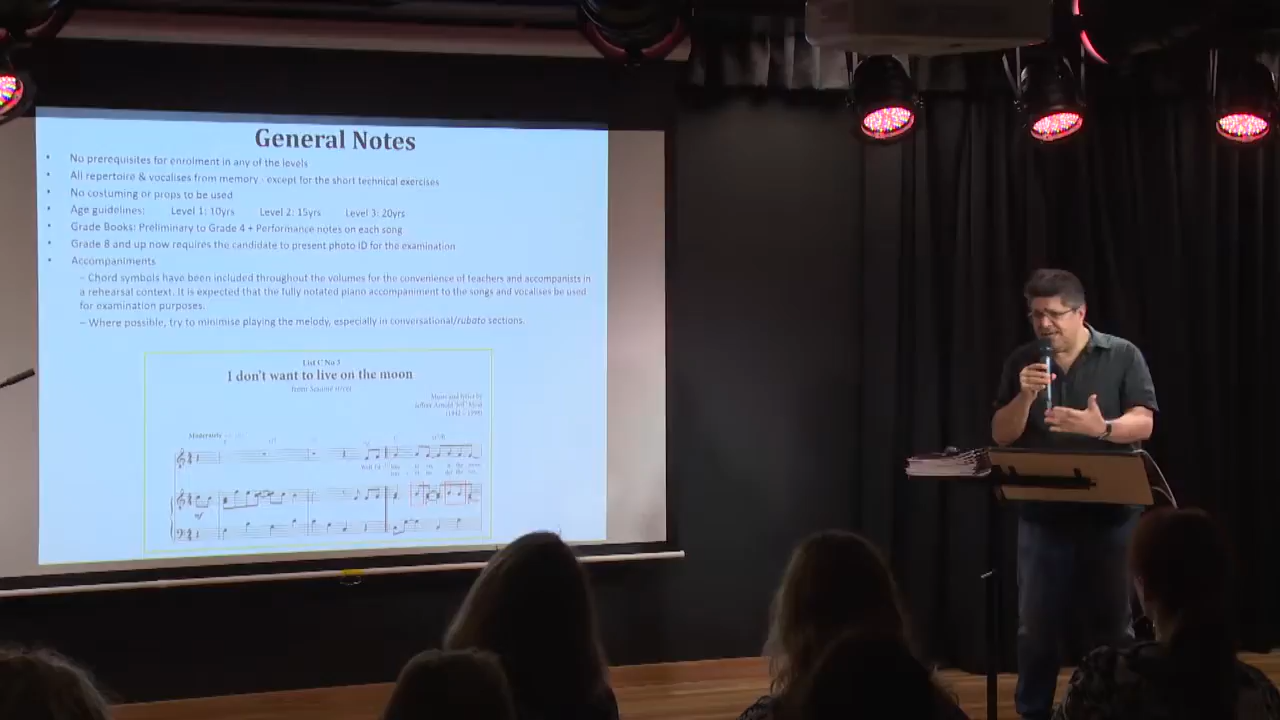 General Notes
• No prerequisites for enrolment in any of the levels
• All repertoire & vocalises from memory - except for the short technical exercises
• No costuming or props to be used
• Age guidelines: Level 1: 10yrs Level 2: 15yrs Level 3: 20yrs
• Grade Books: Preliminary to Grade 4 + Performance notes on each song
• Grade 8 and up now requires the candidate to present photo ID for the examination
• Accompaniments
– Chord symbols have been included throughout the volumes for the convenience of teachers and accompanists in
a rehearsal context. It is expected that the fully notated piano accompaniment to the songs and vocalises be used
for examination purposes.
– Where possible, try to minimise playing the melody, especially in conversational/rubato sections.
List C No 3
I don't want to live on the moon
from Sesame street
Music and lyrics by
Moderato
mf